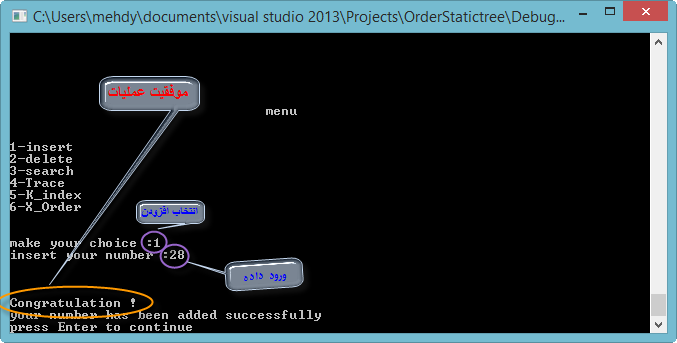 C:\Users\mehdy\documents\visual studio 2013\Projects\OrderStatictree\Debug...
موفقیت عملیات
menu
1-insert
2-delete
3-search
4-Trace
5-K_index
6-X_Order
انتخاب افزودن
make your choice :1
insert your number :28
ورود داده
Congratulation !
your number has been added successfully
press Enter to continue